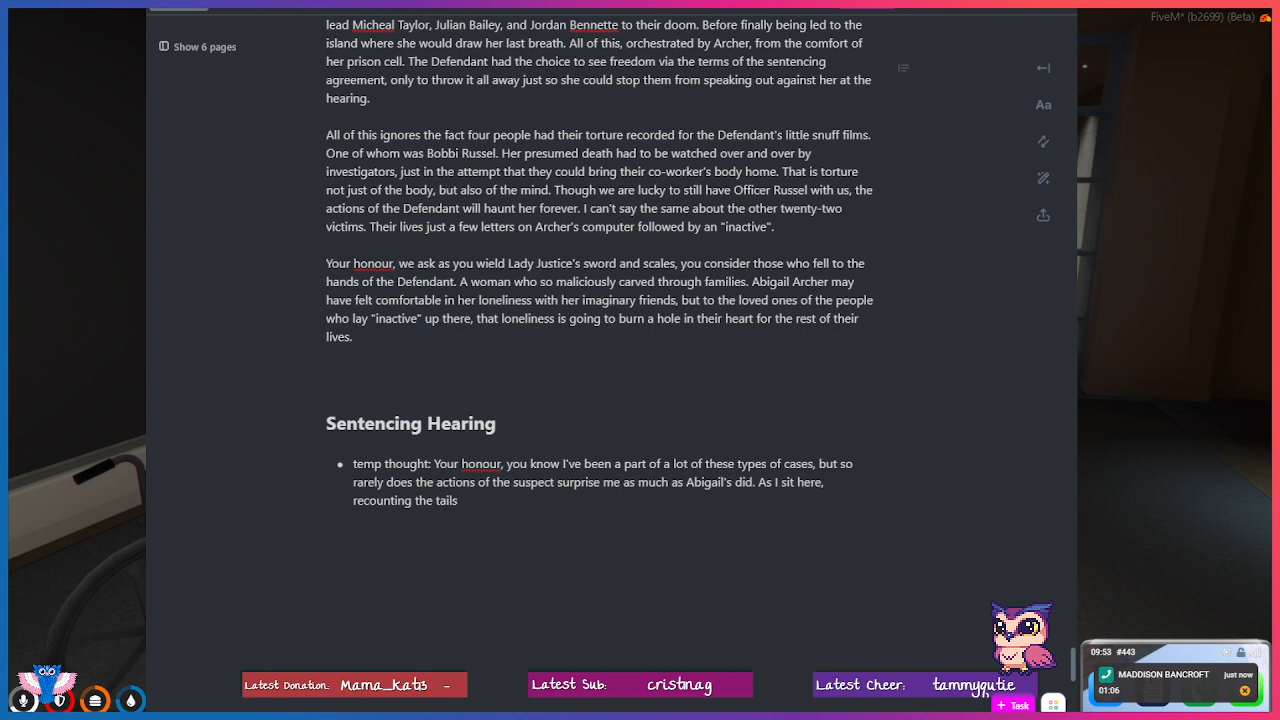 FiveM* (b2699) (Beta)
lead Micheal Taylor, Julian Bailey, and Jordan Bennette to their doom. Before finally being led to the
Show 6 pages
island where she would draw her last breath. All of this, orchestrated by Archer, from the comfort of
her prison cell. The Defendant had the choice to see freedom via the terms of the sentencing
agreement, only to throw it all away just so she could stop them from speaking out against her at the
hearing.
Aa
All of this ignores the fact four people had their torture recorded for the Defendant's little snuff films.
One of whom was Bobbi Russel. Her presumed death had to be watched over and over by
investigators, just in the attempt that they could bring their co-worker's body home. That is torture
not just of the body, but also of the mind. Though we are lucky to still have Officer Russel with us, the
actions of the Defendant will haunt her forever. I can't say the same about the other twenty-two
victims. Their lives just a few letters on Archer's computer followed by an "inactive".
Your honour, we ask as you wield Lady Justice's sword and scales, you consider those who fell to the
hands of the Defendant. A woman who so maliciously carved through families. Abigail Archer may
have felt comfortable in her loneliness with her imaginary friends, but to the loved ones of the people
who lay "inactive" up there, that loneliness is going to burn a hole in their heart for the rest of their
lives.
Sentencing Hearing
• temp thought: Your honour, you know I've been a part of a lot of these types of cases, but so
rarely does the actions of the suspect surprise me as much as Abigail's did. As I sit here,
recounting the tails
09:53 #443
MADDISON BANCROFT just now
01:06
Latest Donation: Mama_Kat3 -
Latest Sub: cristinag
Latest Cheer: tammyqutie
+ Task